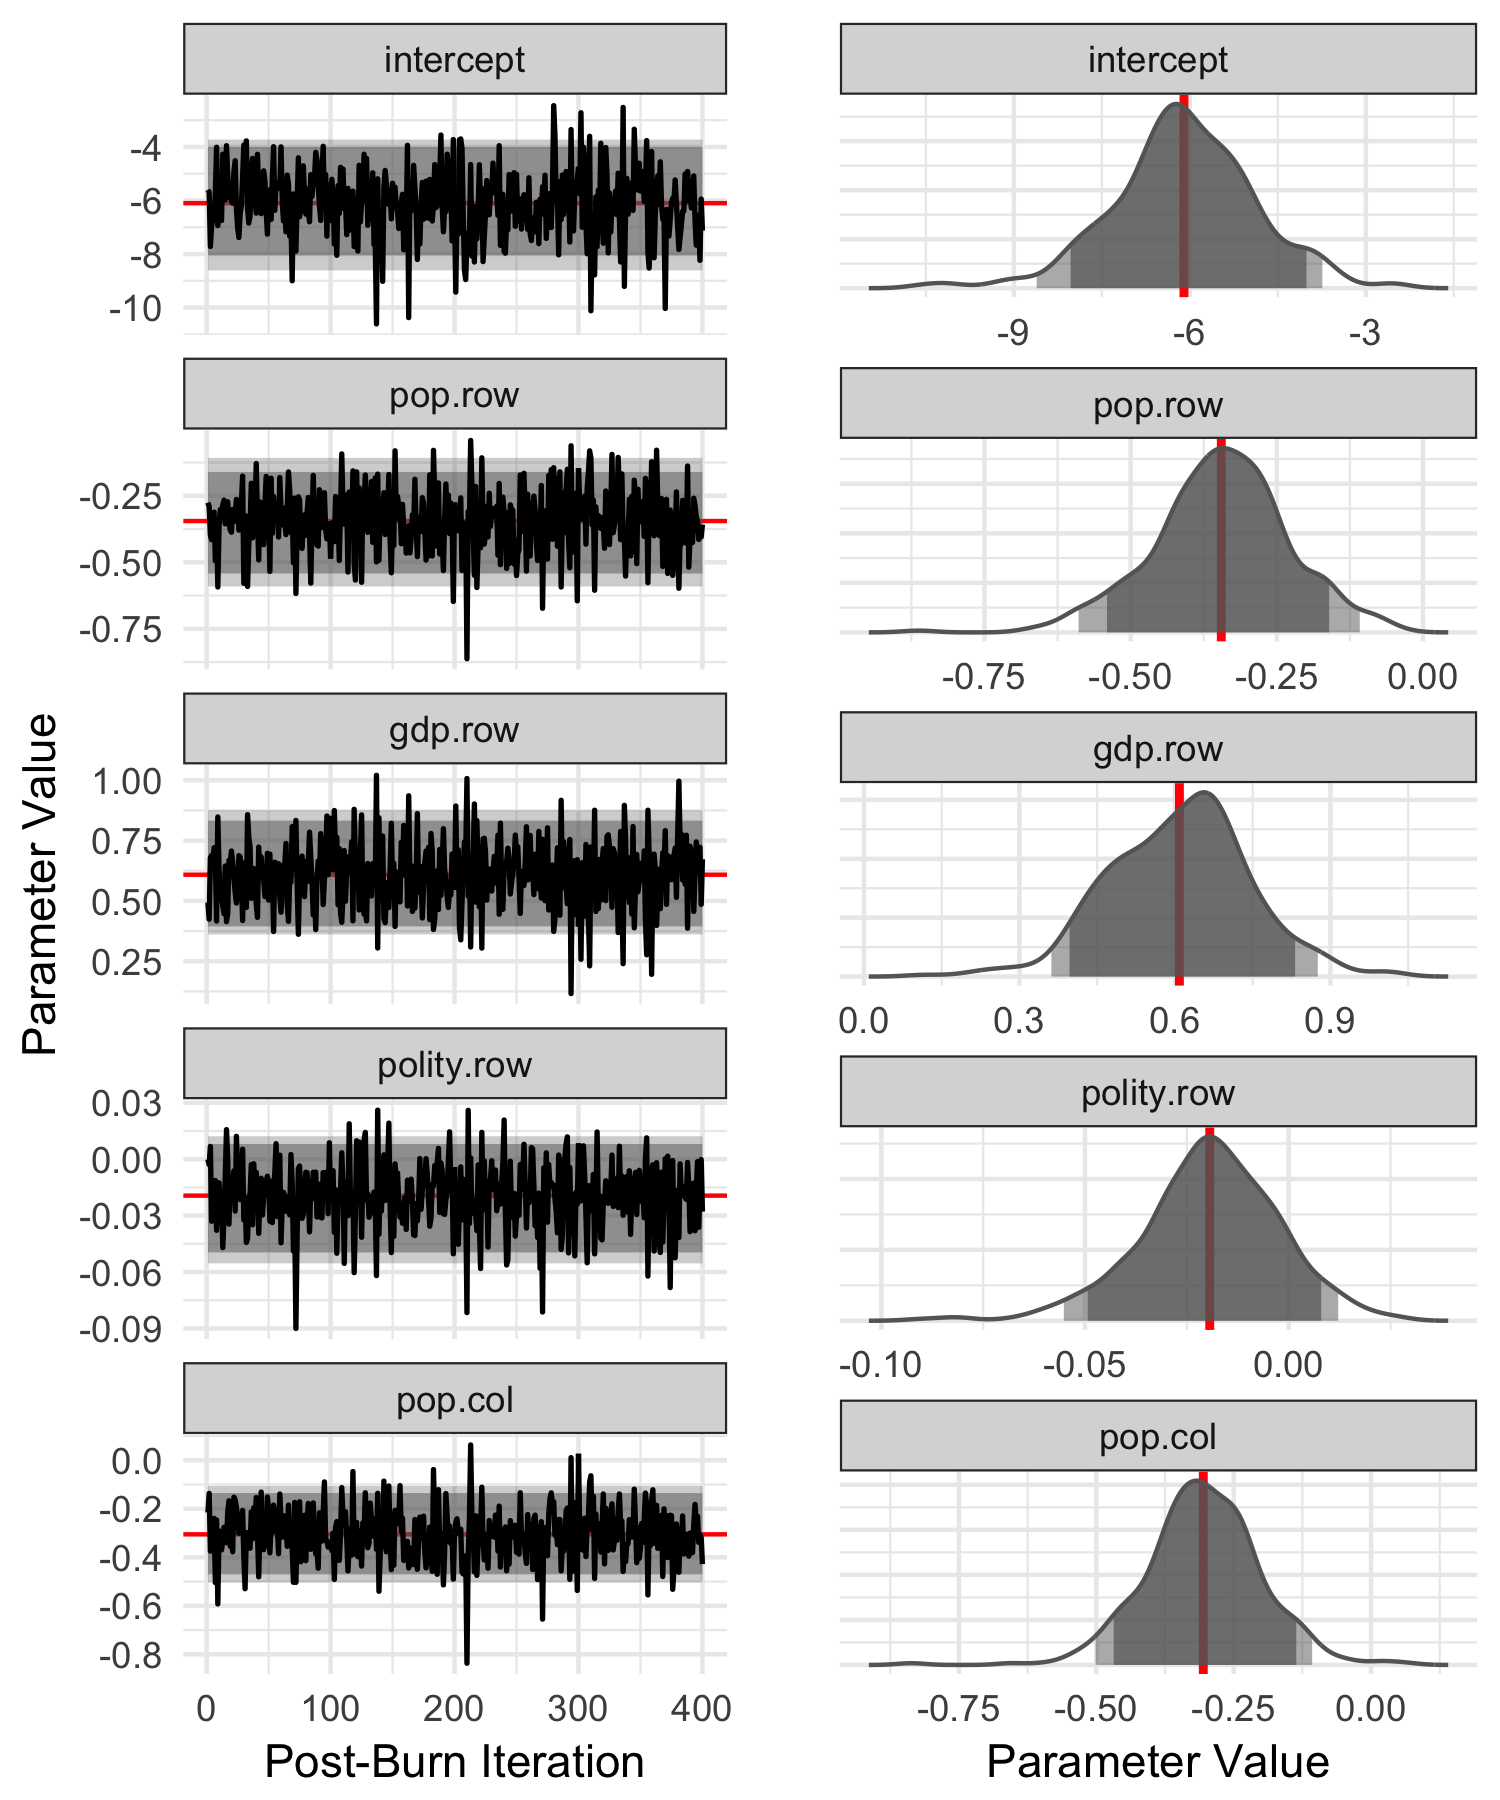 intercept
-4
-6
-8
-10
pop.row
-0.25
-0.50
-0.75
gdp.row
1.00
0.75
0.50
0.25
polity.row
0.03
0.00
-0.03
-0.06
-0.09
pop.col
0.0
-0.2
-0.4
-0.6
-0.8
0 100 200 300 400
Post-Burn Iteration
Parameter Value
intercept
-9 -6 -3
pop.row
-0.75 -0.50 -0.25 0.00
gdp.row
0.0 0.3 0.6 0.9
polity.row
-0.10 -0.05 0.00
pop.col
-0.75 -0.50 -0.25 0.00
Parameter Value